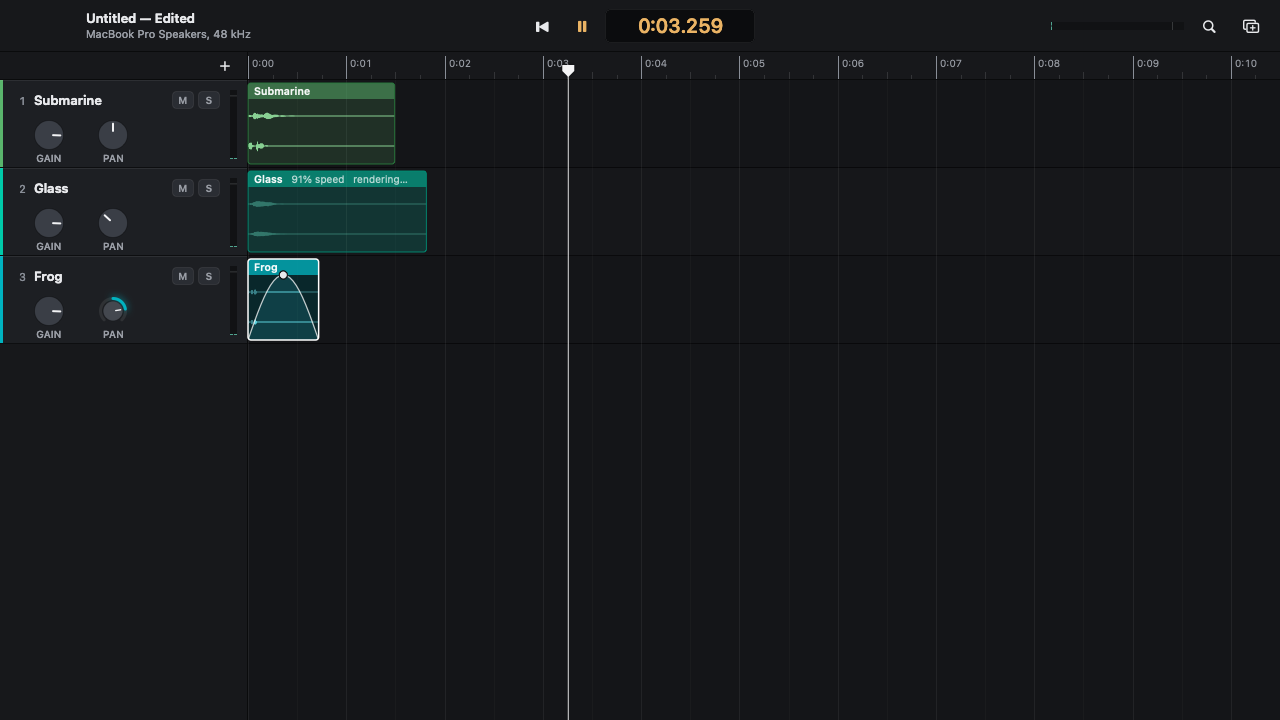 Untitled — Edited
MacBook Pro Speakers, 48 kHz
0:03.259
0:00 0:01 0:02 0:03 0:04 0:05 0:06 0:07 0:08 0:09 0:10
1 Submarine M S
GAIN PAN
Submarine
2 Glass M S
GAIN PAN
Glass 91% speed rendering...
3 Frog M S
GAIN PAN
Frog